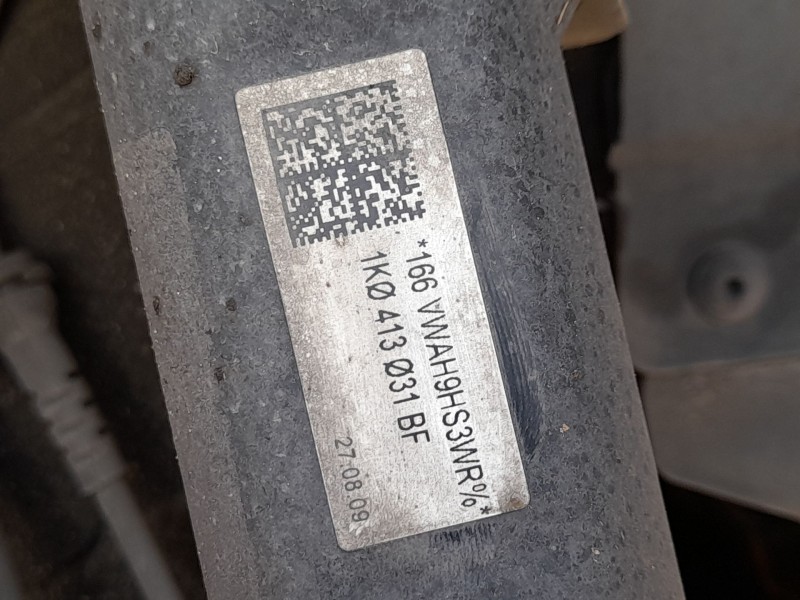 *166 VWAH9HS3WR%*
1KØ 413 Ø31 BF
27.08.09